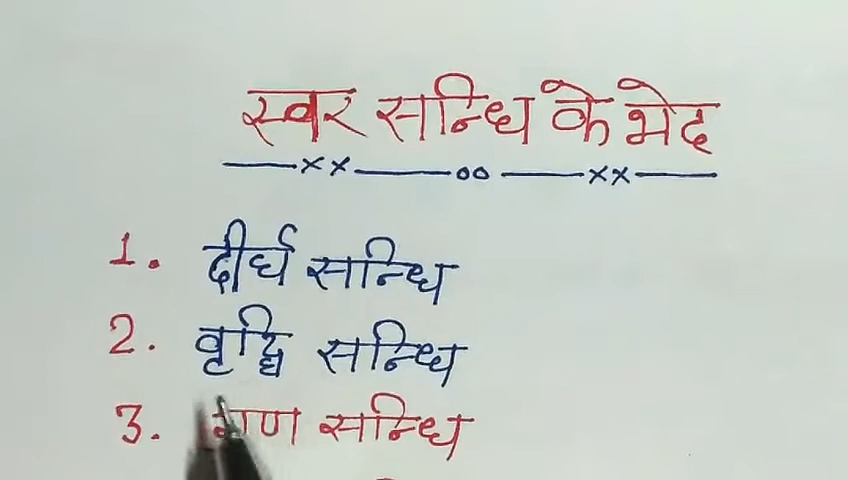 स्वर सन्धि के भेद
1. दीर्घ सन्धि
2. वृद्धि सन्धि
3. गुण सन्धि